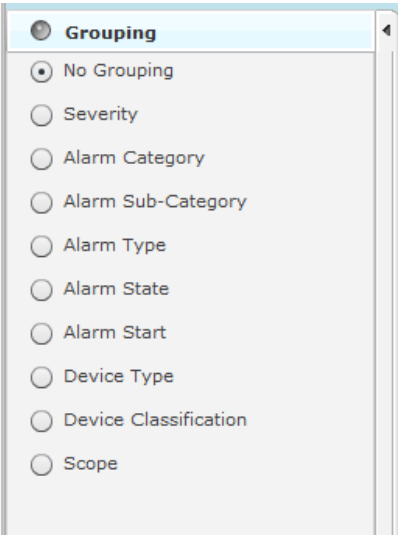 Grouping
No Grouping
Severity
Alarm Category
Alarm Sub-Category
Alarm Type
Alarm State
Alarm Start
Device Type
Device Classification
Scope